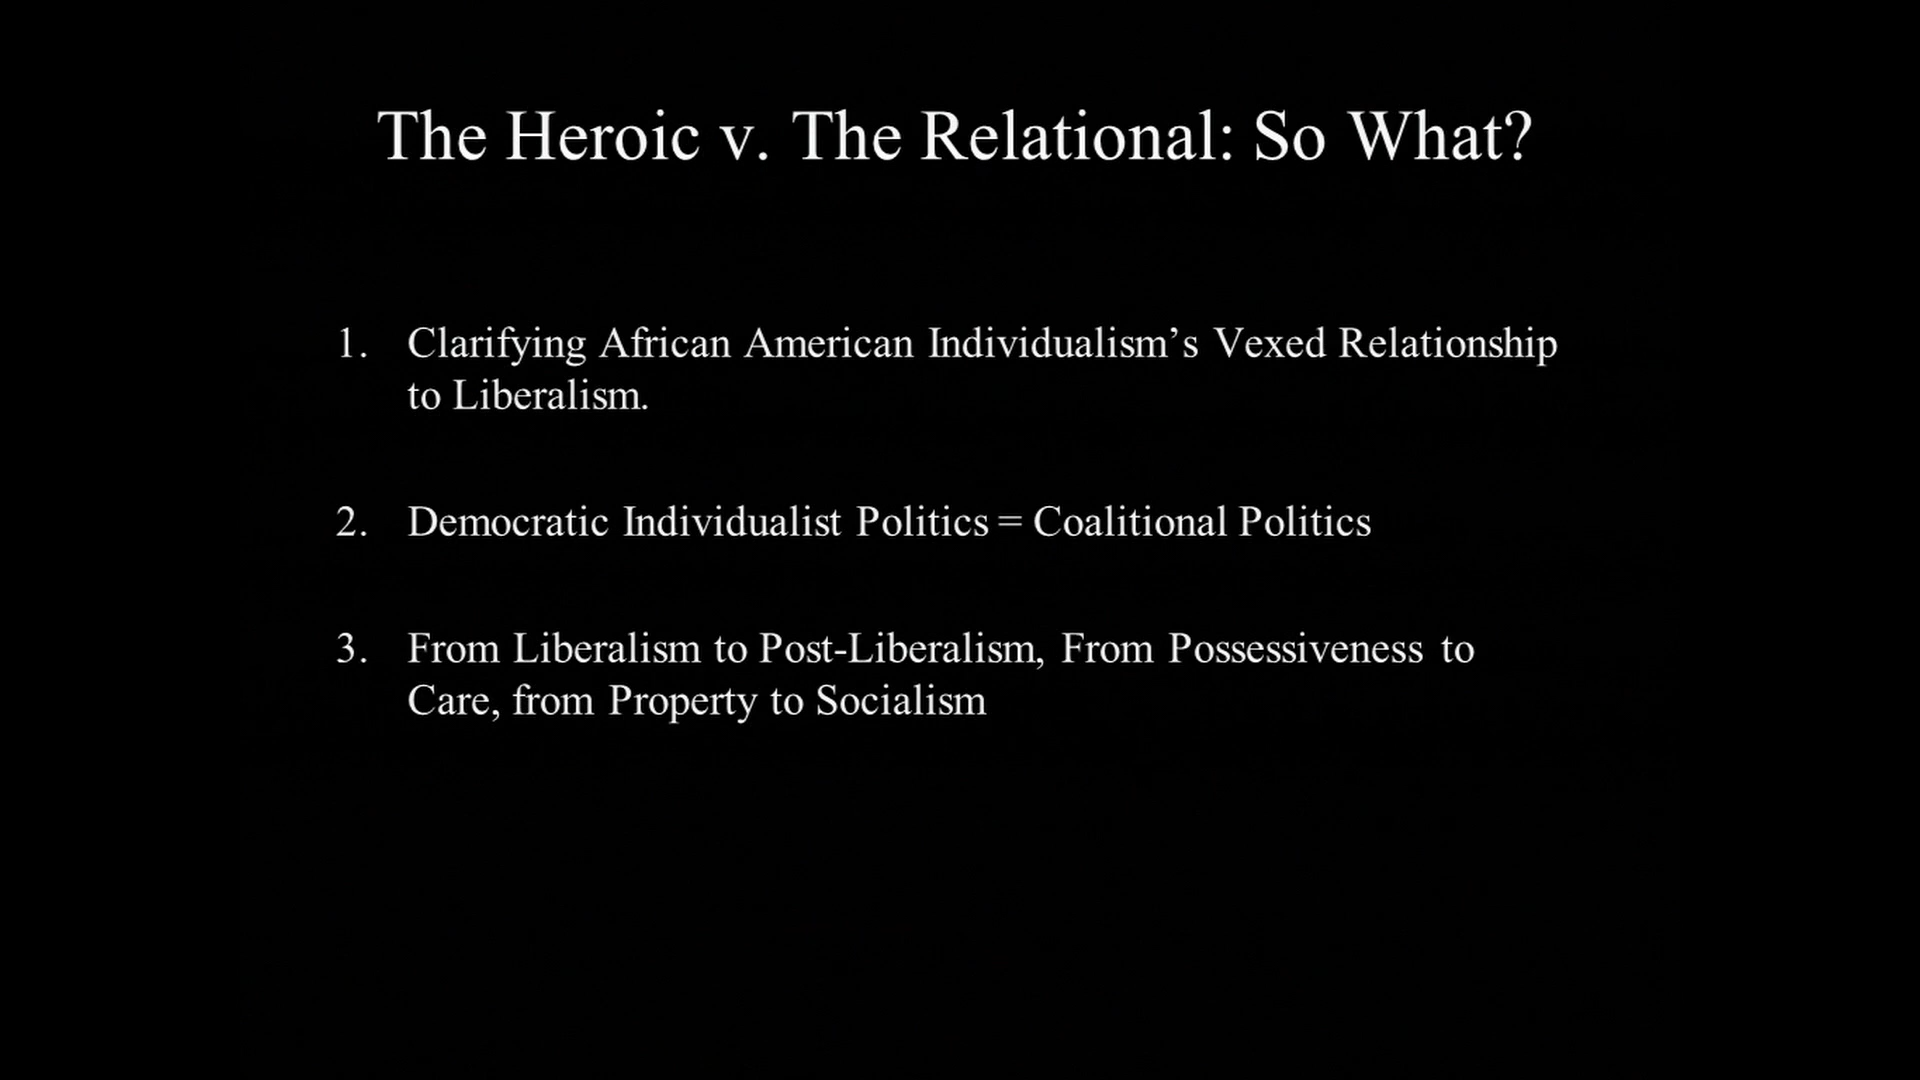 The Heroic v. The Relational: So What?
1. Clarifying African American Individualism’s Vexed Relationship
to Liberalism.
2. Democratic Individualist Politics = Coalitional Politics
3. From Liberalism to Post-Liberalism, From Possessiveness to
Care, from Property to Socialism